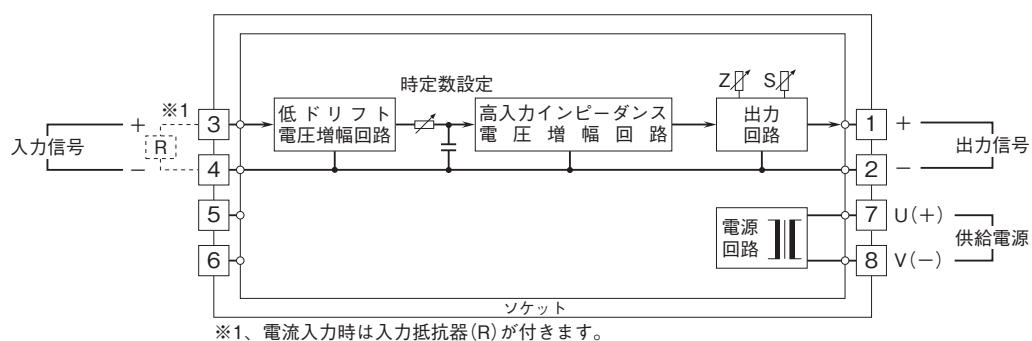 時定数設定
Z
S
※1
低ドリフト
電圧増幅回路
高入力インピーダンス
電圧増幅回路
出力
回路
入力信号
+
−
R
3
4
5
6
1
+
2
−
出力信号
電源
回路
7
U(+)
8
V(−)
供給電源
ソケット
※1、電流入力時は入力抵抗器(R)が付きます。